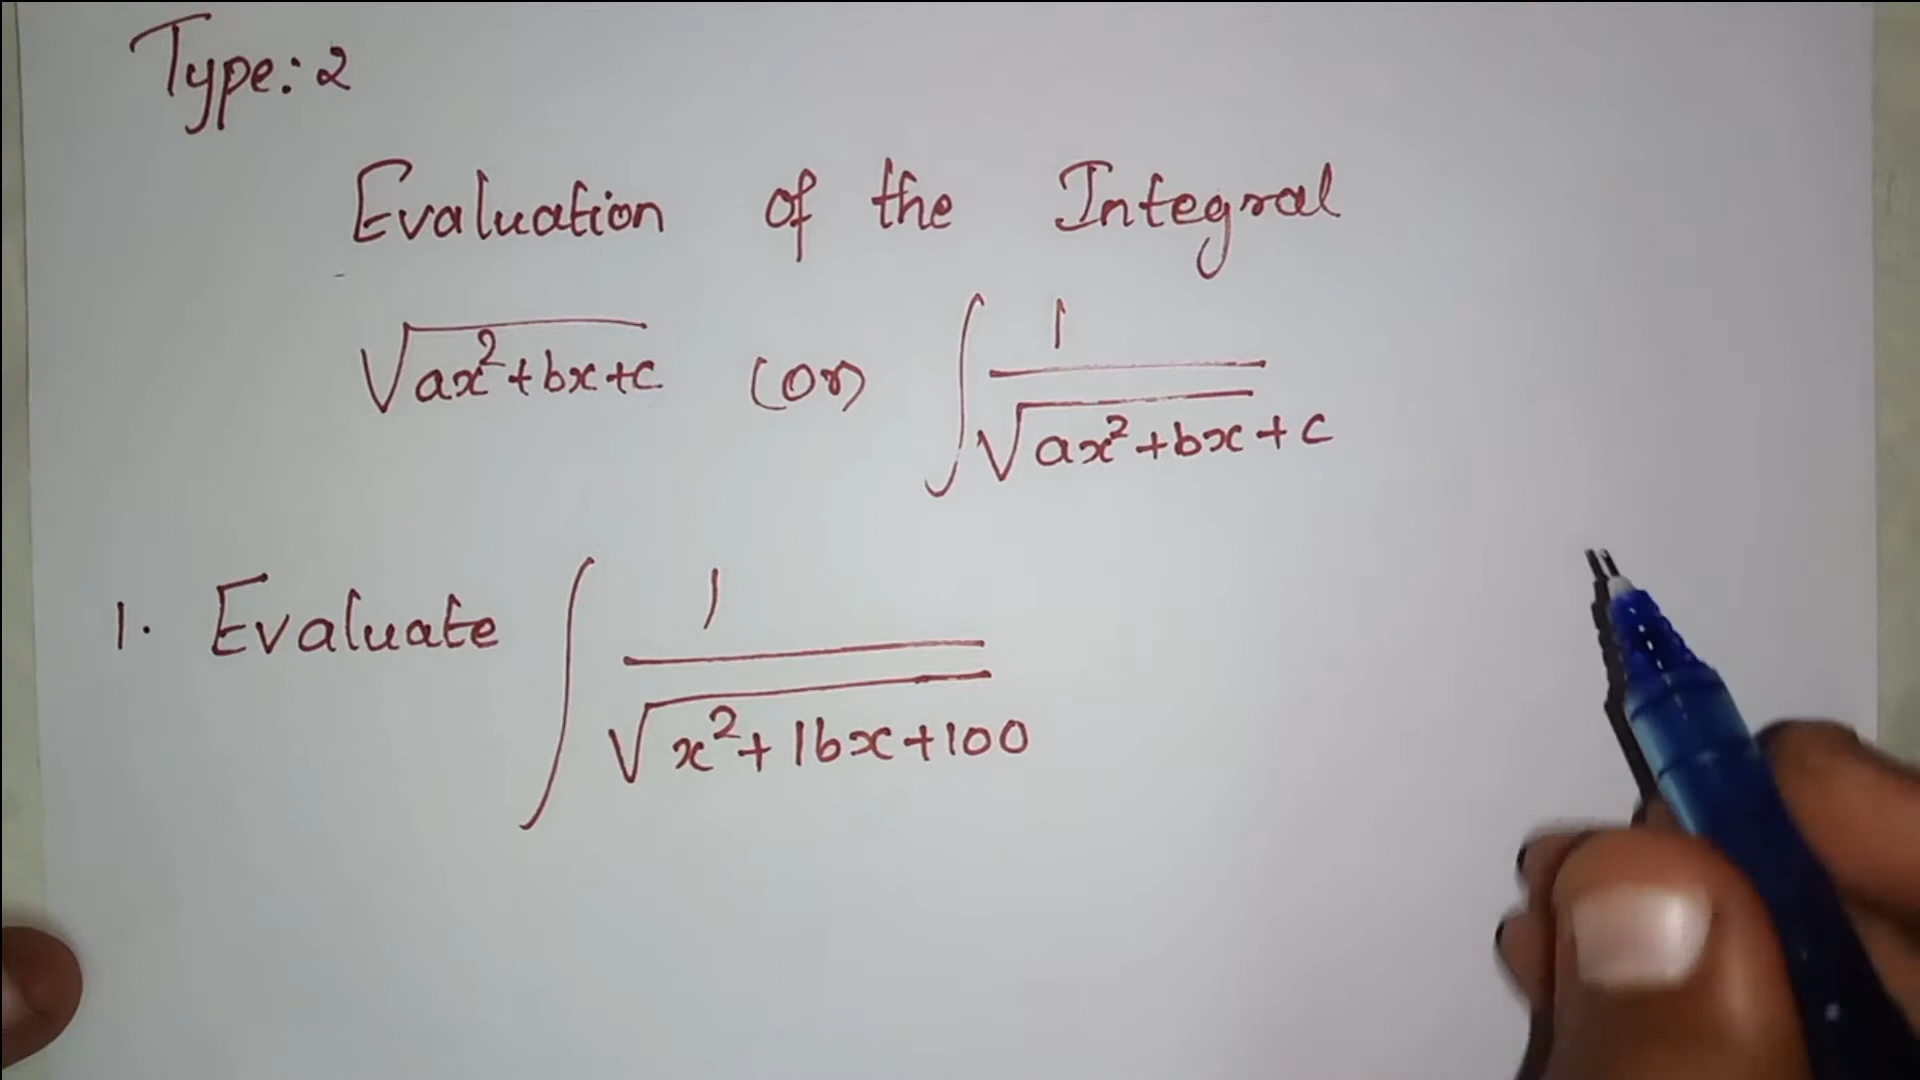 Type: 2
Evaluation of the Integral
√ax²+bx+c (or) ∫ 1/√ax²+bx+c
1. Evaluate ∫ 1/√x²+16x+100